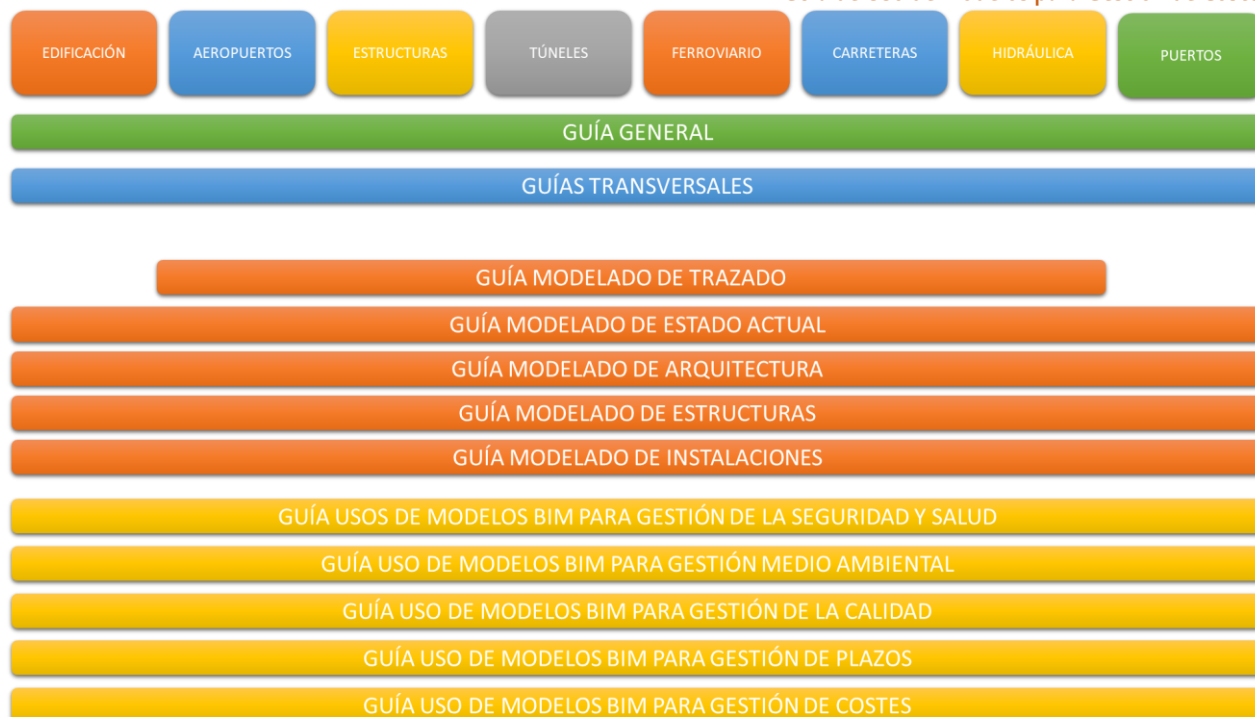 EDIFICACIÓN
AEROPUERTOS
ESTRUCTURAS
TÚNELES
FERROVIARIO
CARRETERAS
HIDRÁULICA
PUERTOS
GUÍA GENERAL
GUÍAS TRANSVERSALES
GUÍA MODELADO DE TRAZADO
GUÍA MODELADO DE ESTADO ACTUAL
GUÍA MODELADO DE ARQUITECTURA
GUÍA MODELADO DE ESTRUCTURAS
GUÍA MODELADO DE INSTALACIONES
GUÍA USOS DE MODELOS BIM PARA GESTIÓN DE LA SEGURIDAD Y SALUD
GUÍA USO DE MODELOS BIM PARA GESTIÓN MEDIO AMBIENTAL
GUÍA USO DE MODELOS BIM PARA GESTIÓN DE LA CALIDAD
GUÍA USO DE MODELOS BIM PARA GESTIÓN DE PLAZOS
GUÍA USO DE MODELOS BIM PARA GESTIÓN DE COSTES